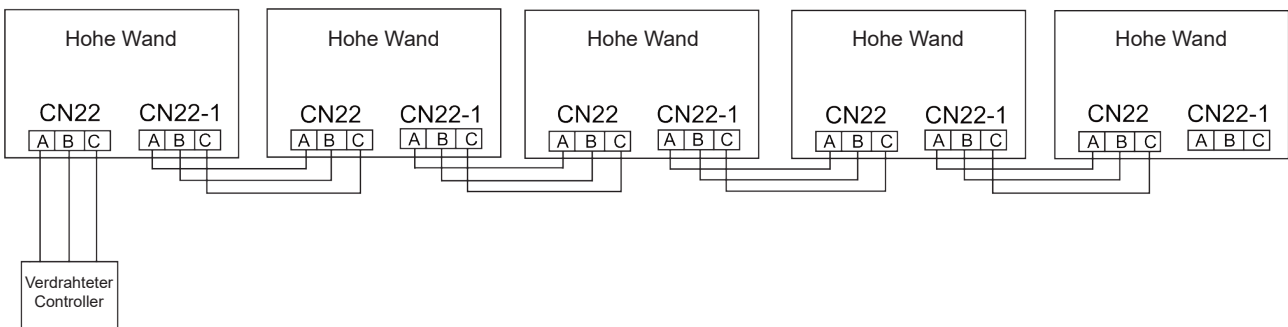 Hohe Wand
CN22 CN22-1
A B C A B C
Hohe Wand
CN22 CN22-1
A B C A B C
Hohe Wand
CN22 CN22-1
A B C A B C
Hohe Wand
CN22 CN22-1
A B C A B C
Hohe Wand
CN22 CN22-1
A B C A B C
Verdrahteter
Controller